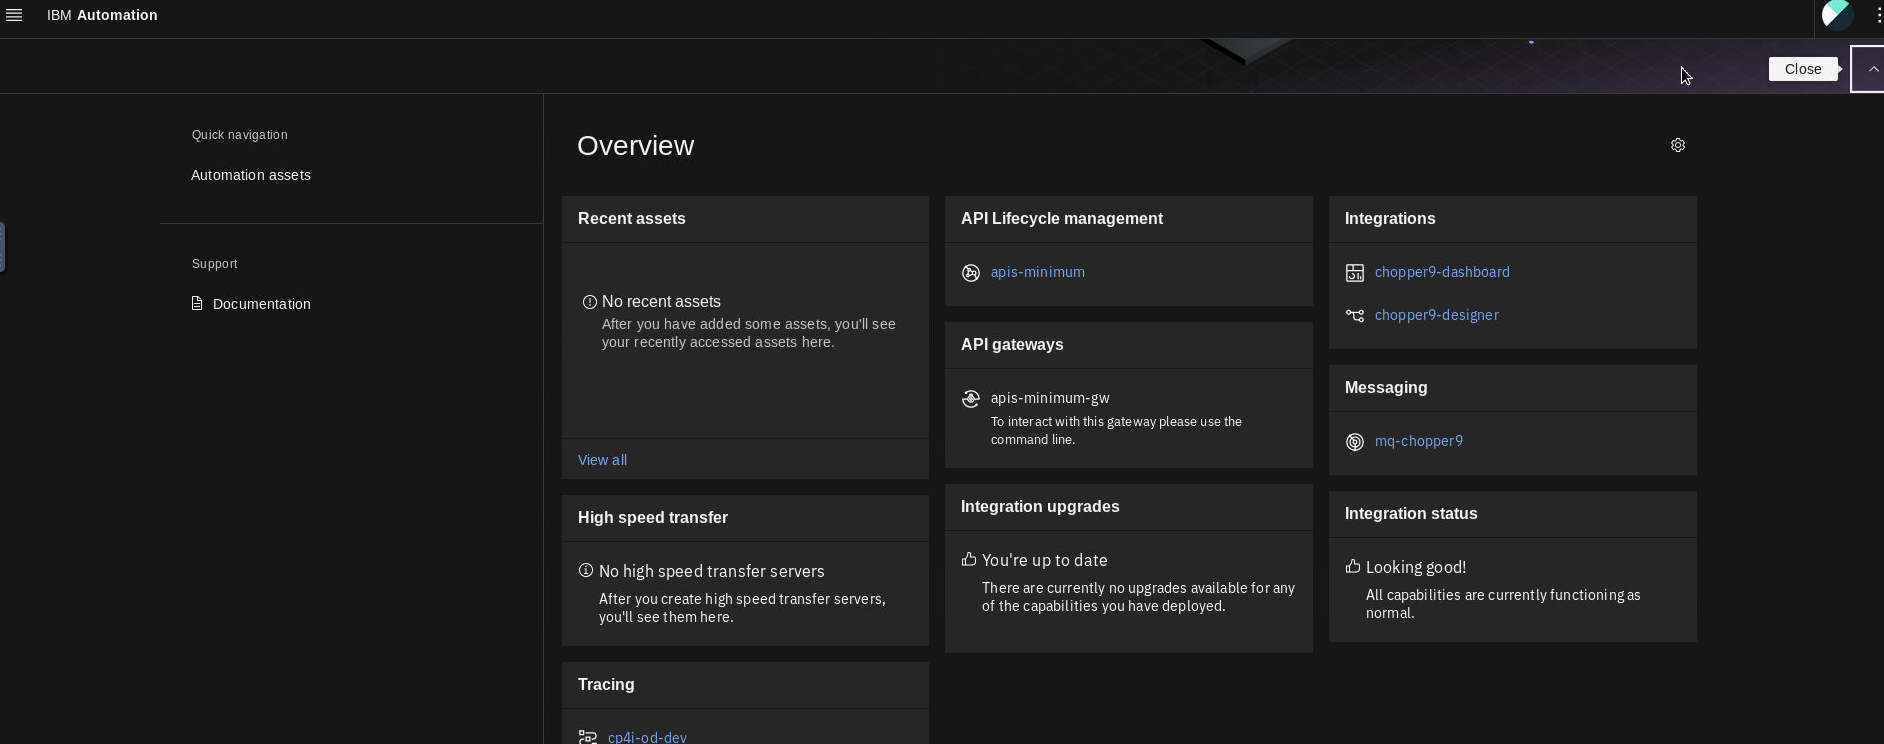 IBM Automation
Close
Quick navigation
Automation assets
Support
Documentation
Overview
Recent assets
No recent assets
After you have added some assets, you'll see
your recently accessed assets here.
View all
High speed transfer
No high speed transfer servers
After you create high speed transfer servers,
you'll see them here.
Tracing
cp4i-od-dev
API Lifecycle management
apis-minimum
API gateways
apis-minimum-gw
To interact with this gateway please use the
command line.
Integration upgrades
You're up to date
There are currently no upgrades available for any
of the capabilities you have deployed.
Integrations
chopper9-dashboard
chopper9-designer
Messaging
mq-chopper9
Integration status
Looking good!
All capabilities are currently functioning as
normal.